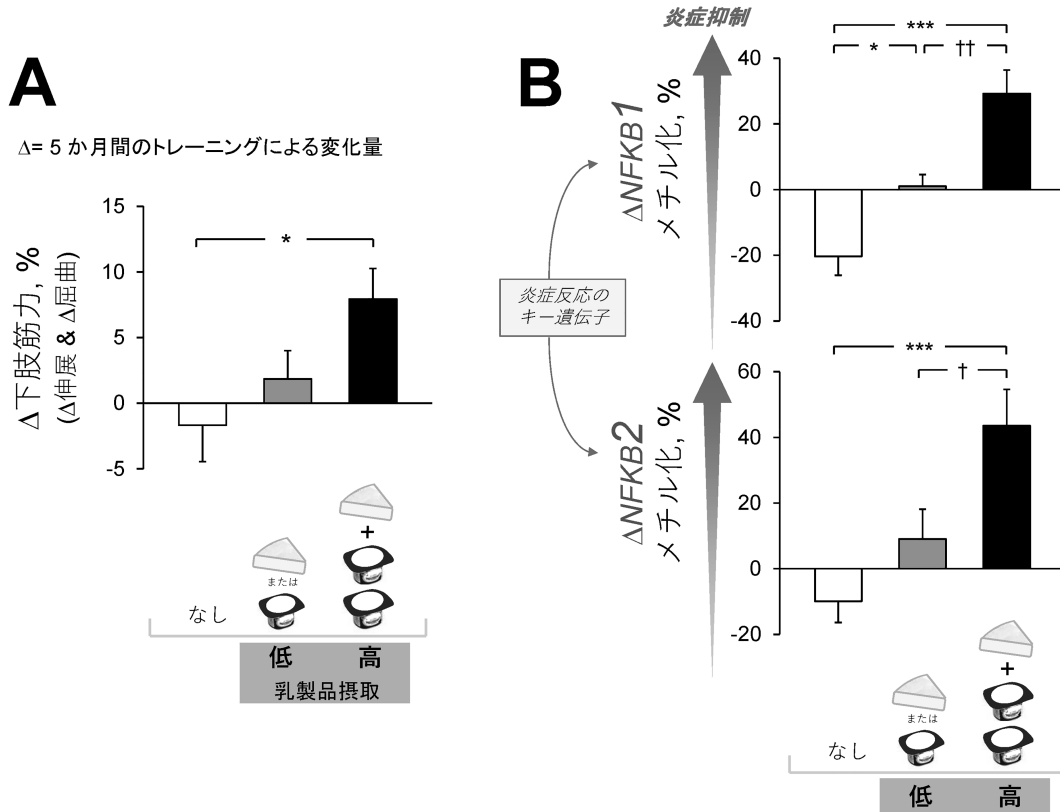 A
Δ= 5 か月間のトレーニングによる変化量
Δ下肢筋力, %
(Δ伸展 & Δ屈曲)
15
10
5
0
-5
*
+
または
なし
低
高
乳製品摂取
B
炎症抑制
ΔNFKB1
メチル化, %
***
*
††
40
20
0
-20
-40
炎症反応の
キー遺伝子
ΔNFKB2
メチル化, %
***
†
60
40
20
0
-20
+
または
なし
低
高